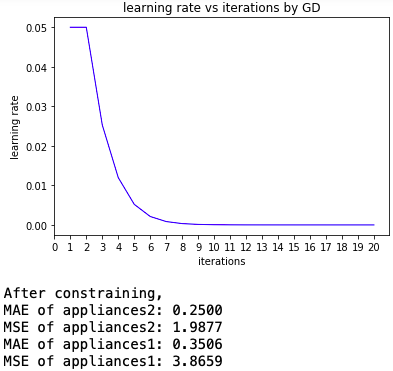 learning rate vs iterations by GD
0.05
0.04
0.03
0.02
0.01
0.00
learning rate
0 1 2 3 4 5 6 7 8 9 10 11 12 13 14 15 16 17 18 19 20
iterations
After constraining,
MAE of appliances2: 0.2500
MSE of appliances2: 1.9877
MAE of appliances1: 0.3506
MSE of appliances1: 3.8659